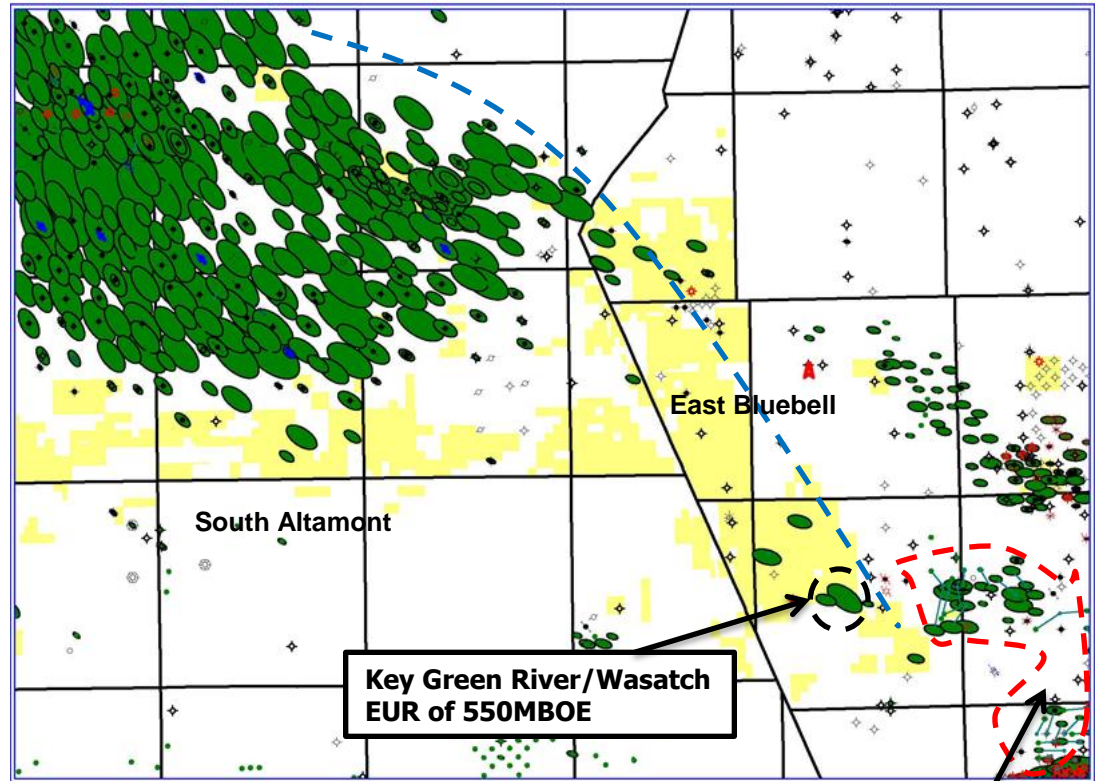 East Bluebell
South Altamont
Key Green River/Wasatch
EUR of 550MBOE